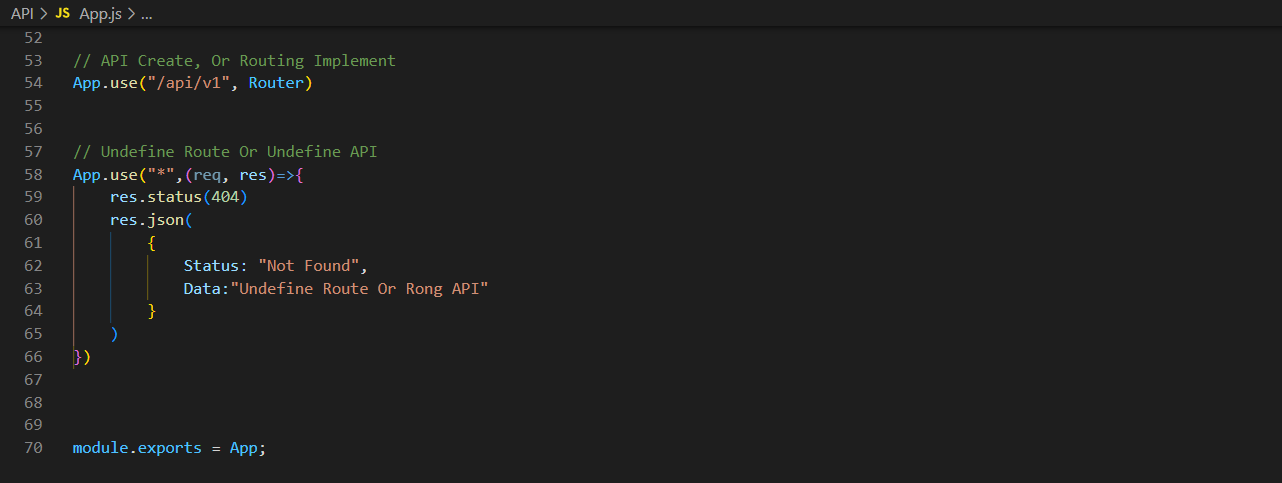 API > JS App.js > ...
52
53 // API Create, Or Routing Implement
54 App.use("/api/v1", Router)
55
56
57 // Undefine Route Or Undefine API
58 App.use("*",(req, res)=>{
59     res.status(404)
60     res.json(
61         {
62             Status: "Not Found",
63             Data:"Undefine Route Or Rong API"
64         }
65     )
66 })
67
68
69
70 module.exports = App;